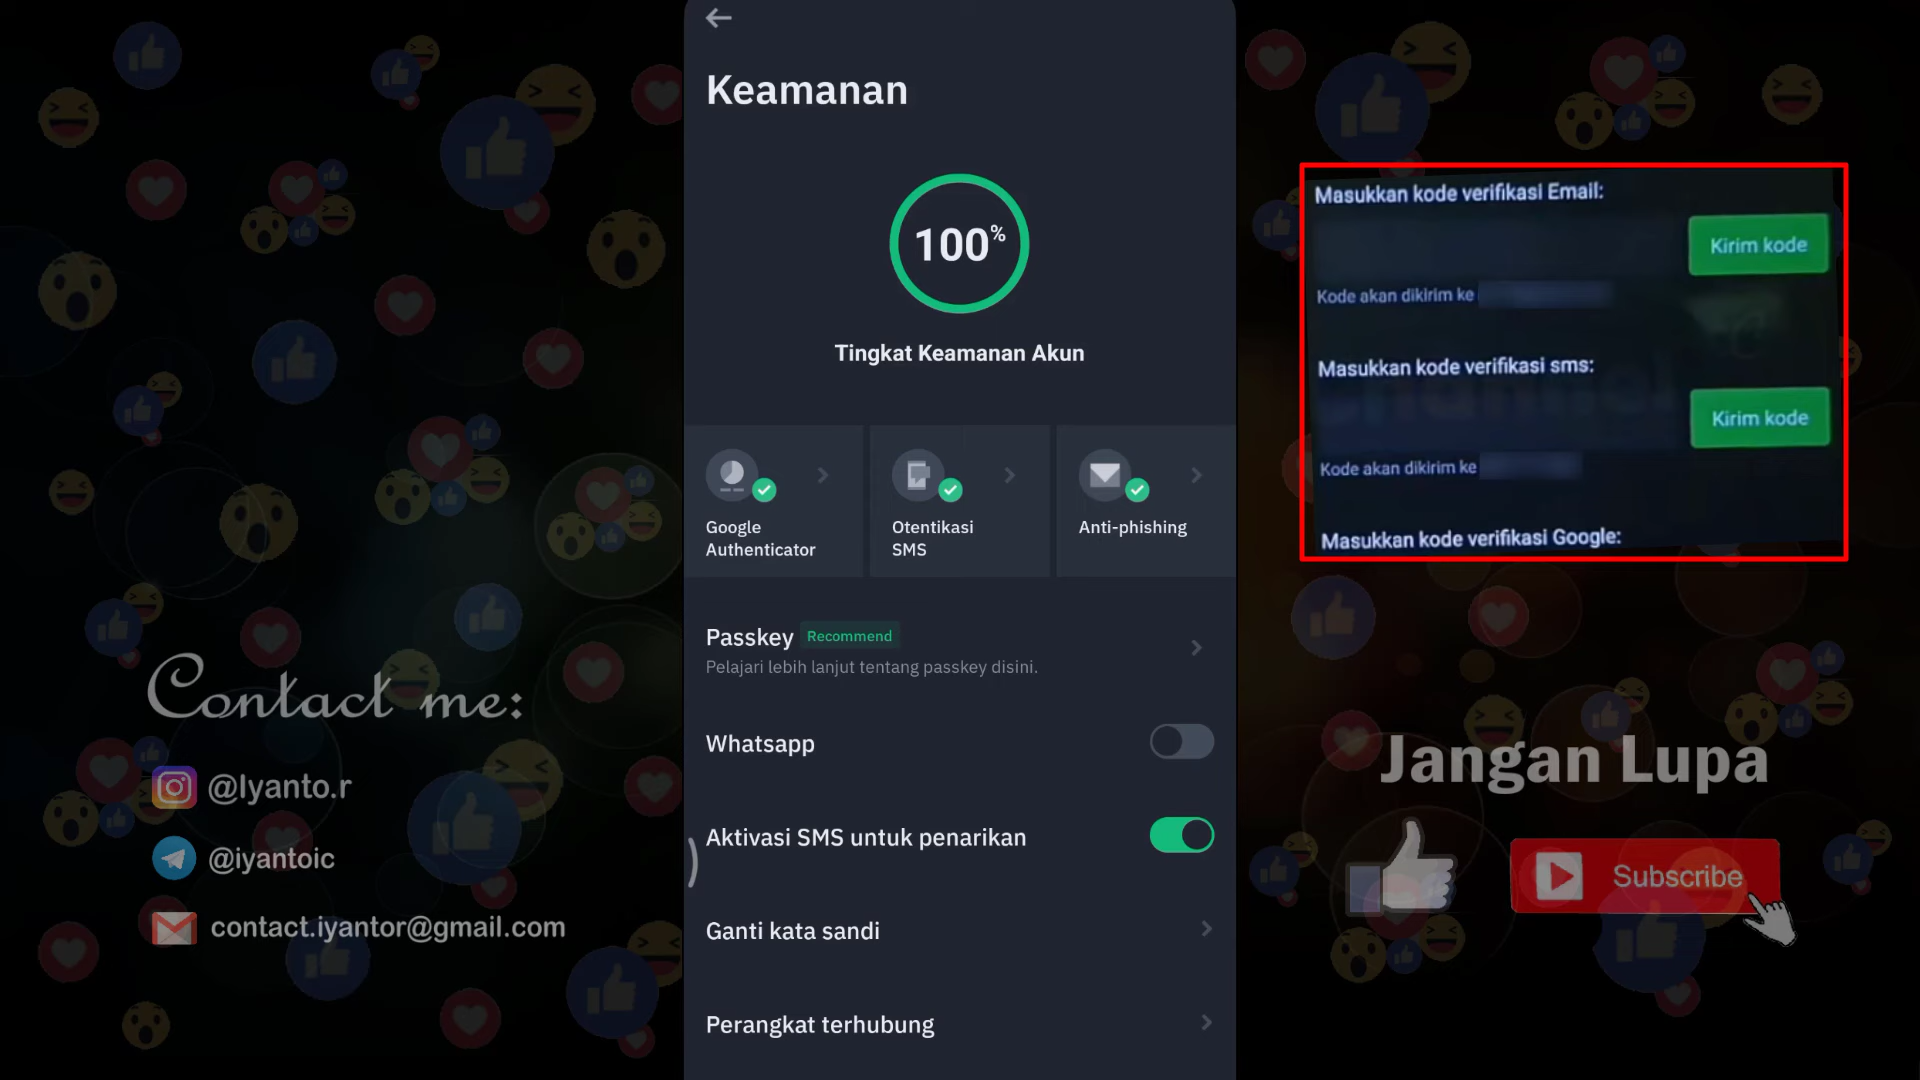 Keamanan
100%
Tingkat Keamanan Akun
Google
Authenticator
Otentikasi
SMS
Anti-phishing
Passkey Recommend
Pelajari lebih lanjut tentang passkey disini.
Whatsapp
Aktivasi SMS untuk penarikan
Ganti kata sandi
Perangkat terhubung
Contact me:
@Iyanto.r
@iyantoic
contact.iyantor@gmail.com
Masukkan kode verifikasi Email:
Kirim kode
Kode akan dikirim ke
Masukkan kode verifikasi sms:
Kirim kode
Kode akan dikirim ke
Masukkan kode verifikasi Google:
Jangan Lupa
Subscribe